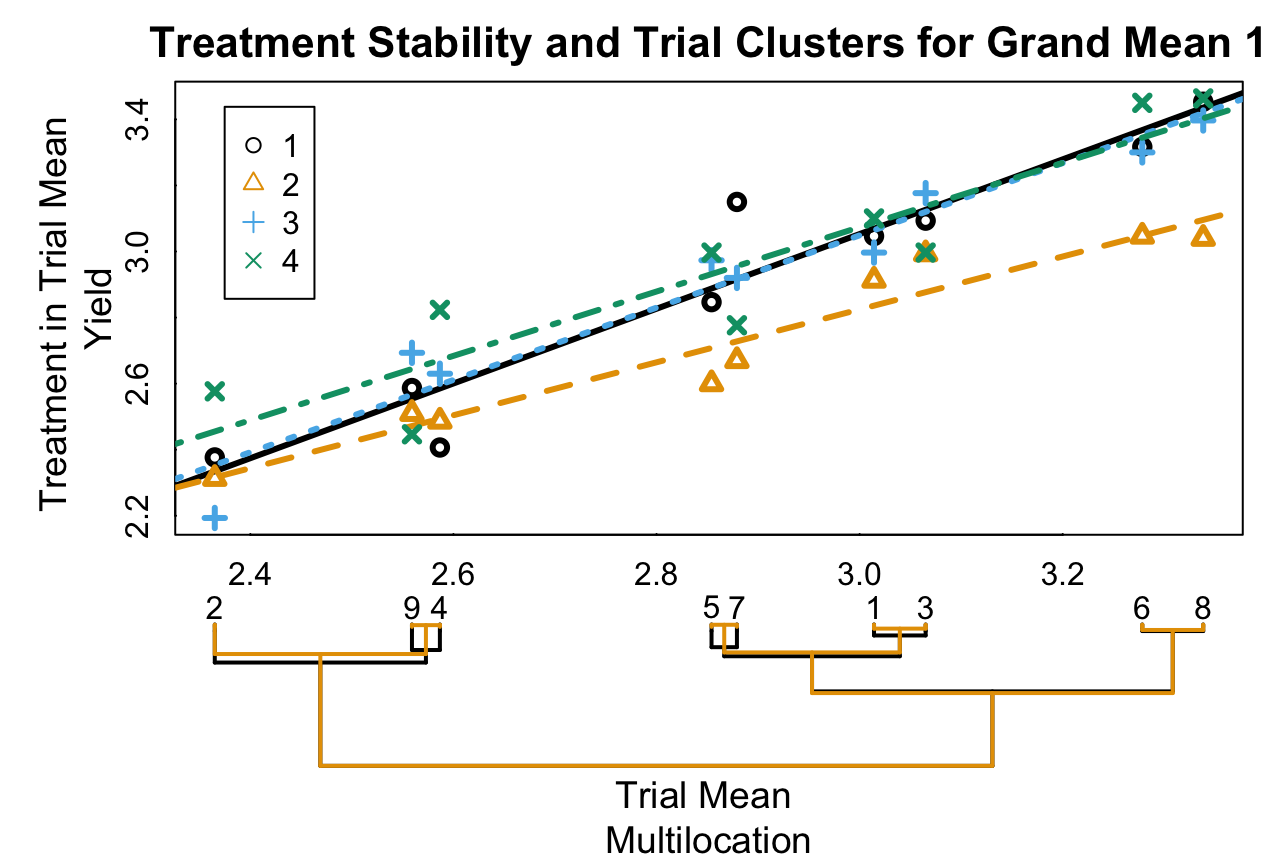 Treatment Stability and Trial Clusters for Grand Mean 1
Treatment in Trial Mean
Yield
3.4
3.0
2.6
2.2
1
2
3
4
2.4 2.6 2.8 3.0 3.2
2 9 4 5 7 1 3 6 8
Trial Mean
Multilocation